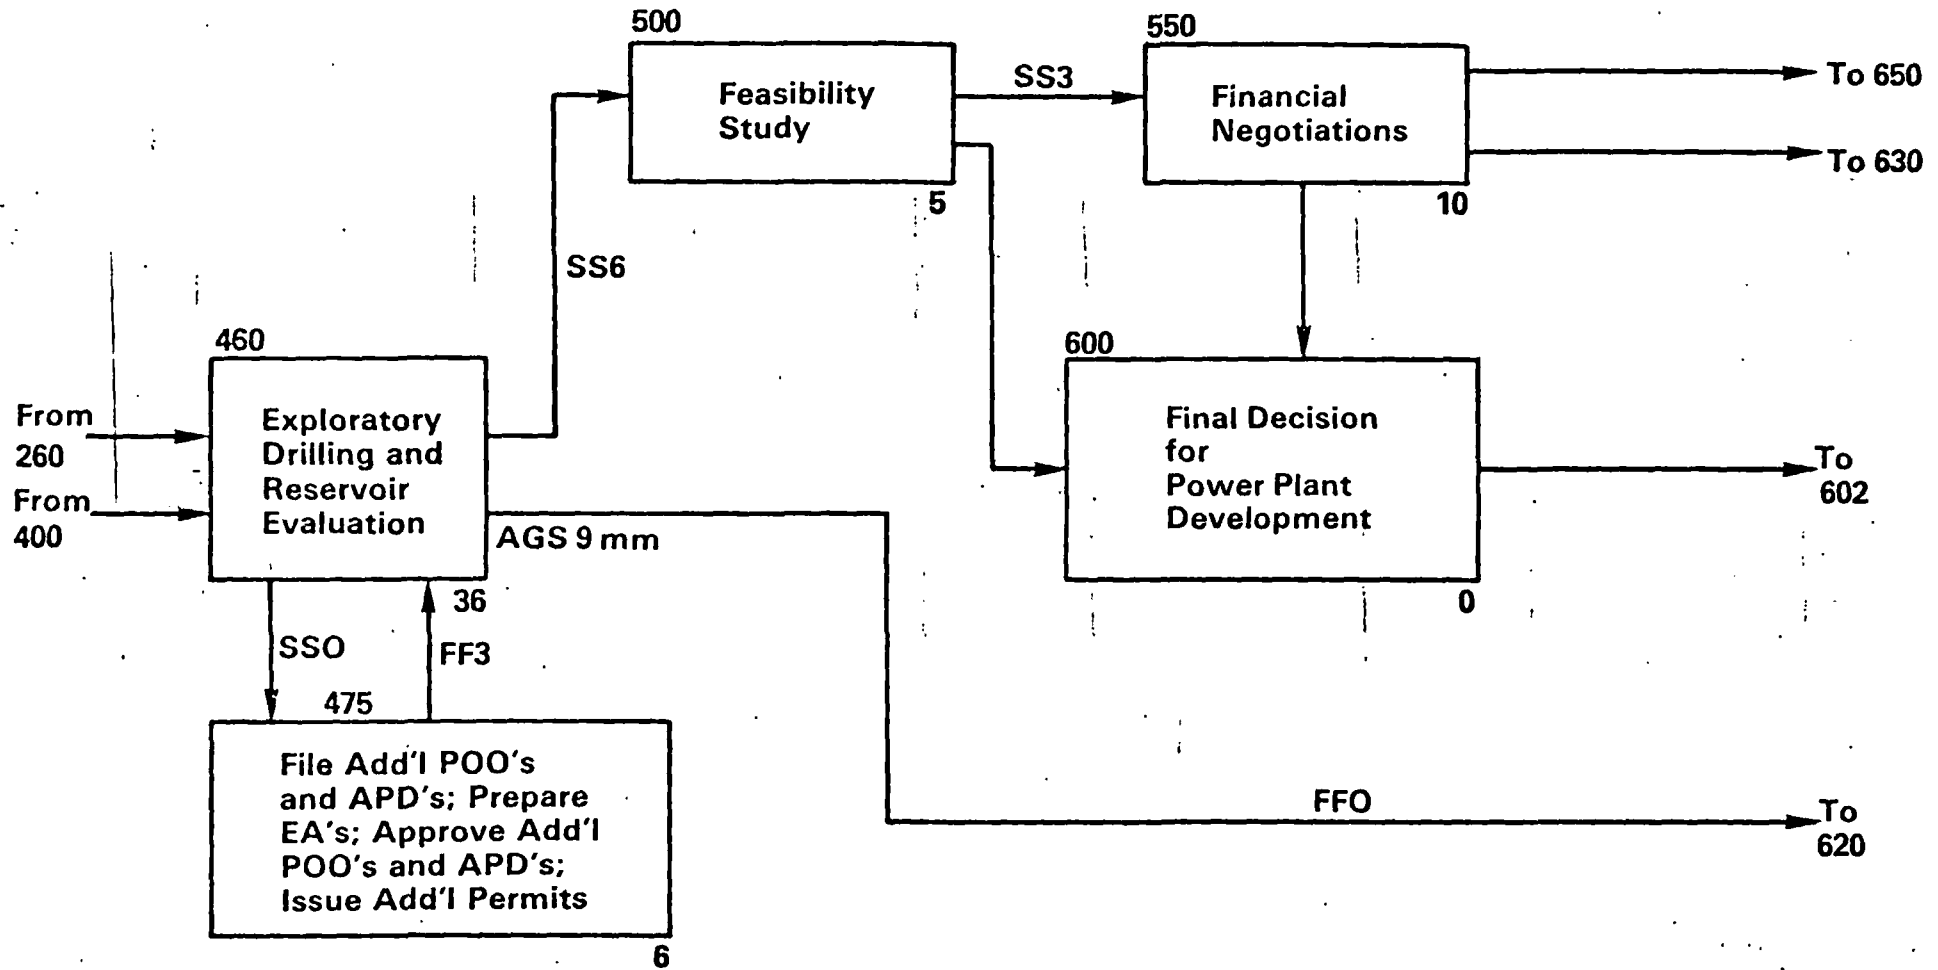 500
Feasibility
Study
5
SS3
550
Financial
Negotiations
10
To 650
To 630
SS6
460
From
260
From
400
Exploratory
Drilling and
Reservoir
Evaluation
36
AGS 9 mm
600
Final Decision
for
Power Plant
Development
0
To
602
SSO
FF3
475
File Add'l POO's
and APD's; Prepare
EA's; Approve Add'l
POO's and APD's;
Issue Add'l Permits
6
FFO
To
620